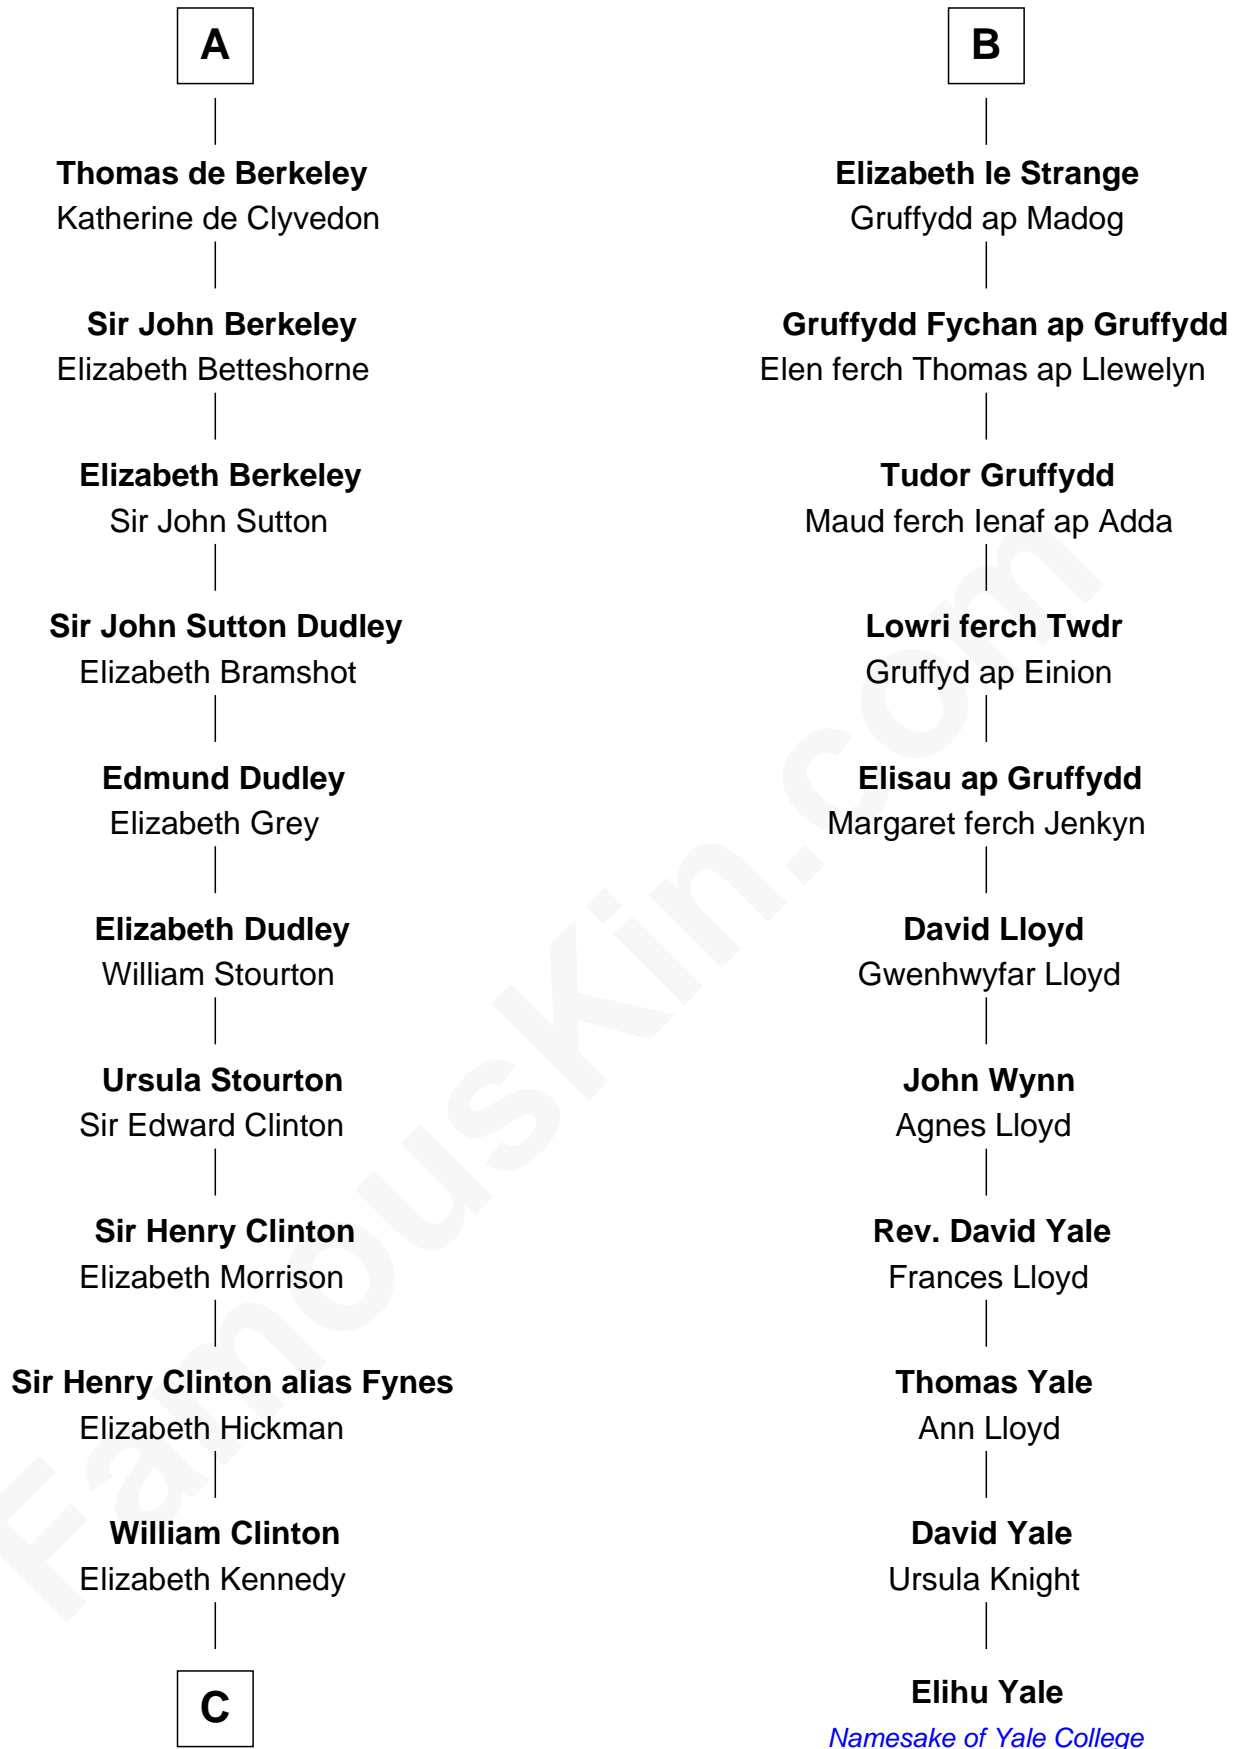 A
Thomas de Berkeley
Katherine de Clyvedon
Sir John Berkeley
Elizabeth Betteshorne
Elizabeth Berkeley
Sir John Sutton
Sir John Sutton Dudley
Elizabeth Bramshot
Edmund Dudley
Elizabeth Grey
Elizabeth Dudley
William Stourton
Ursula Stourton
Sir Edward Clinton
Sir Henry Clinton
Elizabeth Morrison
Sir Henry Clinton alias Fynes
Elizabeth Hickman
William Clinton
Elizabeth Kennedy
C
B
Elizabeth le Strange
Gruffydd ap Madog
Gruffydd Fychan ap Gruffydd
Elen ferch Thomas ap Llewelyn
Tudor Gruffydd
Maud ferch Ienaf ap Adda
Lowri ferch Twdr
Gruffyd ap Einion
Elisau ap Gruffydd
Margaret ferch Jenkyn
David Lloyd
Gwenhwyfar Lloyd
John Wynn
Agnes Lloyd
Rev. David Yale
Frances Lloyd
Thomas Yale
Ann Lloyd
David Yale
Ursula Knight
Elihu Yale
Namesake of Yale College
FamousKin.com